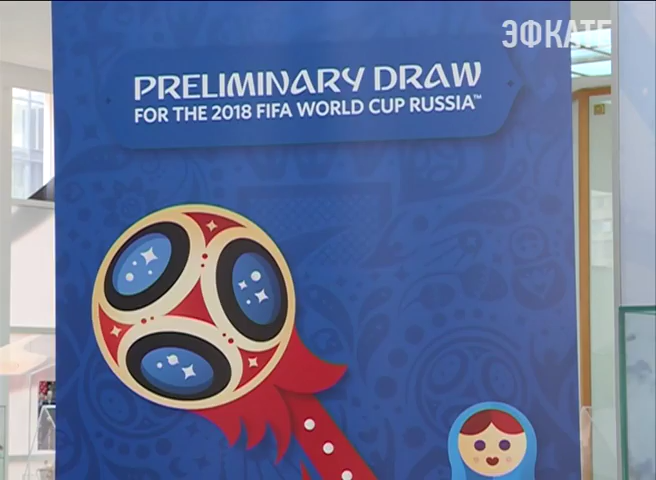 ЭФКАТЕ
PRELIMINARY DRAW
FOR THE 2018 FIFA WORLD CUP RUSSIA™